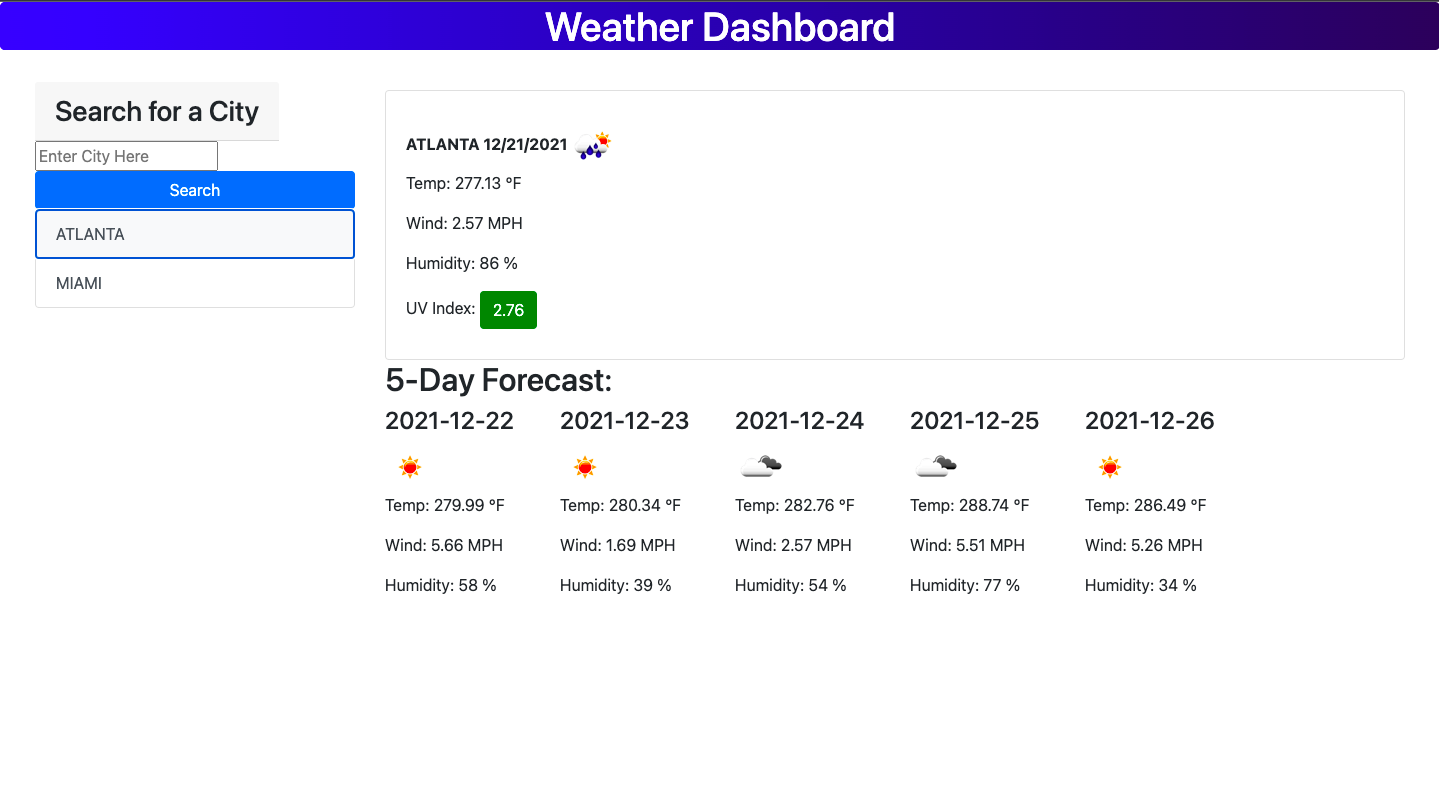 Weather Dashboard
Search for a City
Enter City Here
Search
ATLANTA
MIAMI
ATLANTA 12/21/2021
Temp: 277.13 °F
Wind: 2.57 MPH
Humidity: 86 %
UV Index: 2.76
5-Day Forecast:
2021-12-22 2021-12-23 2021-12-24 2021-12-25 2021-12-26
Temp: 279.99 °F Temp: 280.34 °F Temp: 282.76 °F Temp: 288.74 °F Temp: 286.49 °F
Wind: 5.66 MPH Wind: 1.69 MPH Wind: 2.57 MPH Wind: 5.51 MPH Wind: 5.26 MPH
Humidity: 58 % Humidity: 39 % Humidity: 54 % Humidity: 77 % Humidity: 34 %